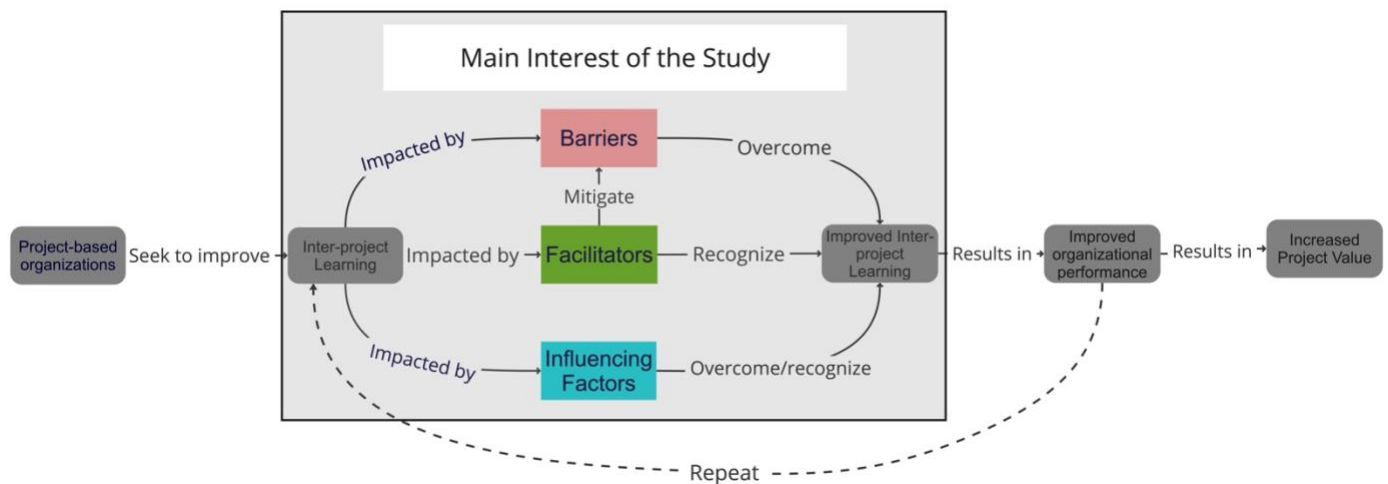 Main Interest of the Study
Impacted by
Barriers
Overcome
Mitigate
Project-based
organizations
Seek to improve
Inter-project
Learning
Impacted by
Facilitators
Recognize
Improved Inter-
project
Learning
Results in
Improved
organizational
performance
Results in
Increased
Project Value
Impacted by
Influencing
Factors
Overcome/recognize
Repeat